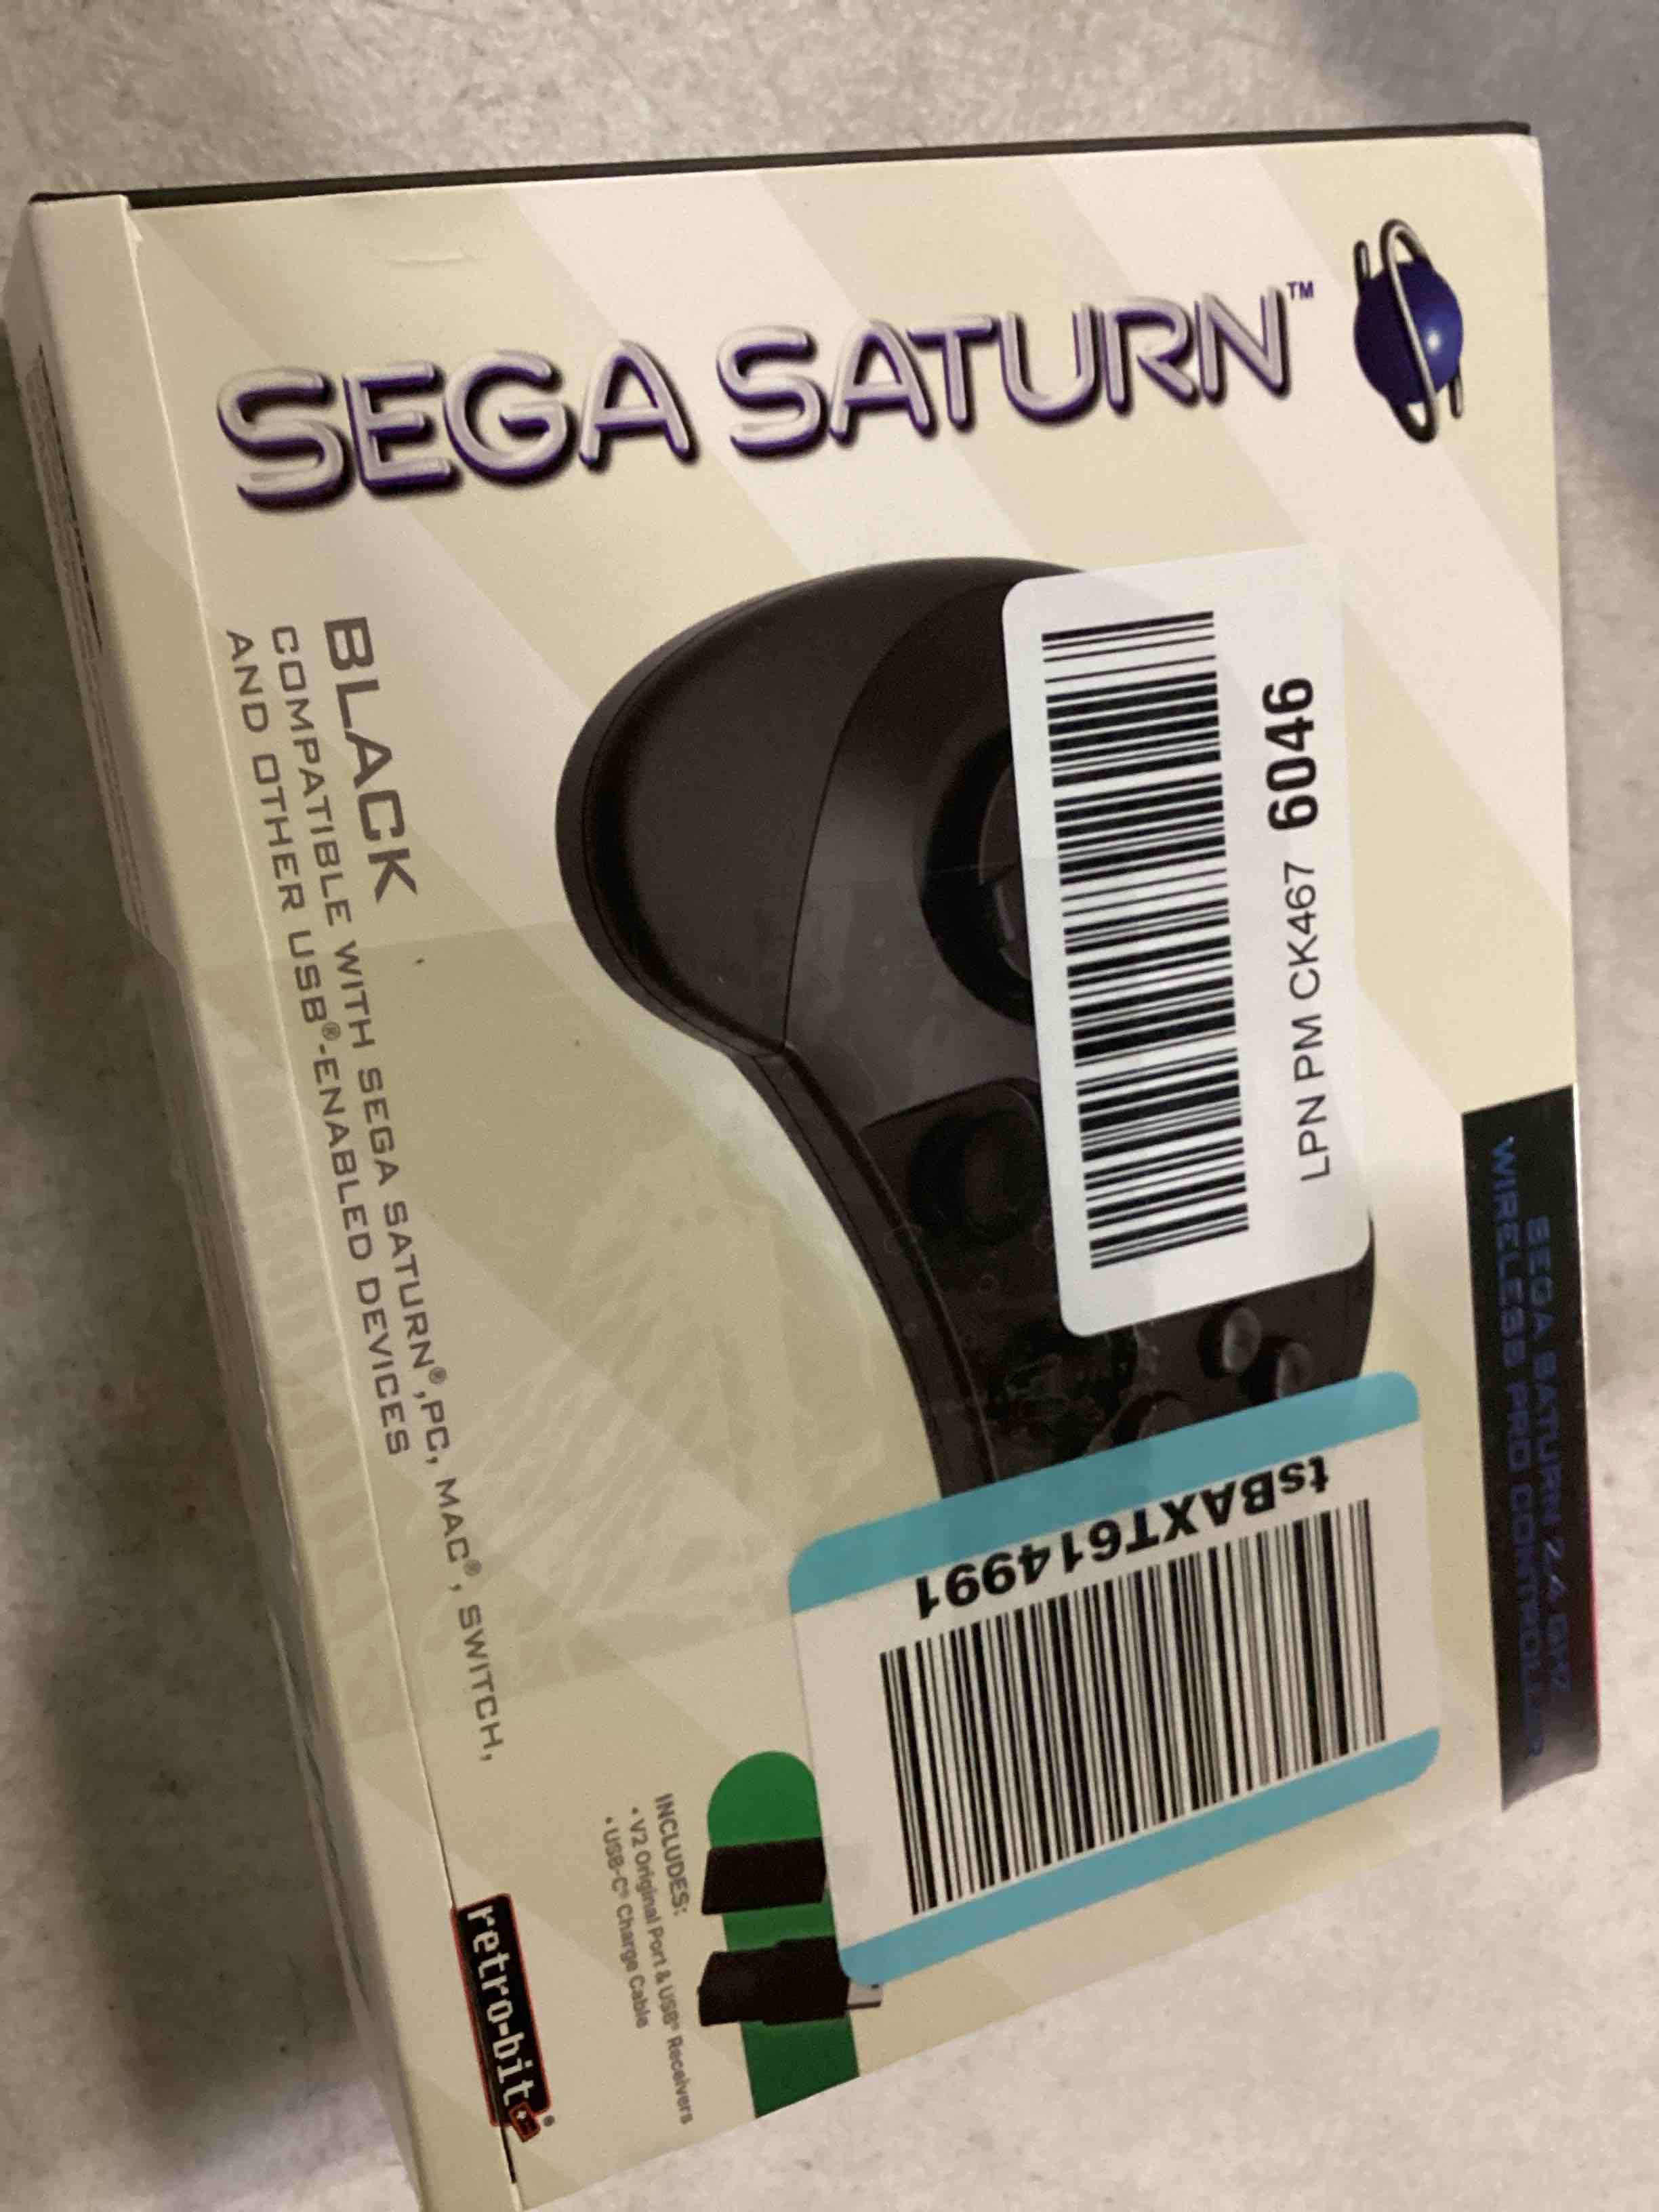 SEGA SATURN™
SEGA SATURN 2.4 GHZ
WIRELESS PRO CONTROLLER
LPN PM CK467 6046
tsBAXT614991
BLACK
COMPATIBLE WITH SEGA SATURN®, PC, MAC®, SWITCH,
AND OTHER USB®-ENABLED DEVICES
INCLUDES:
• V2 Original Port & USB® Receivers
• USB-C® Charge Cable
retro-bit®